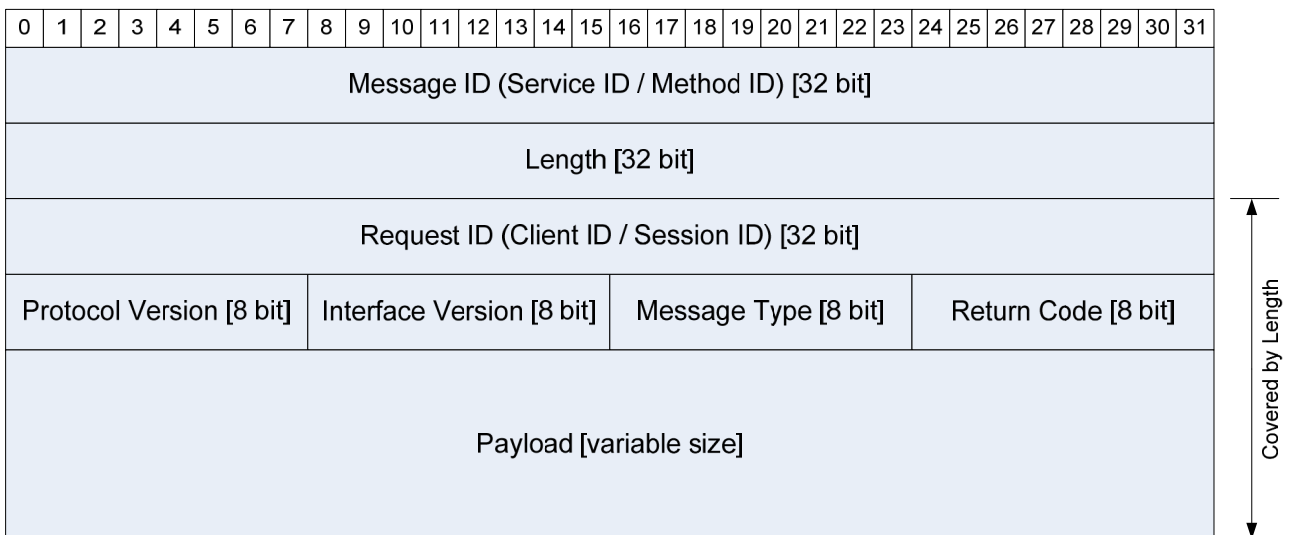 0 1 2 3 4 5 6 7 8 9 10 11 12 13 14 15 16 17 18 19 20 21 22 23 24 25 26 27 28 29 30 31
Message ID (Service ID / Method ID) [32 bit]
Length [32 bit]
Request ID (Client ID / Session ID) [32 bit]
Protocol Version [8 bit] Interface Version [8 bit] Message Type [8 bit] Return Code [8 bit]
Payload [variable size]
Covered by Length